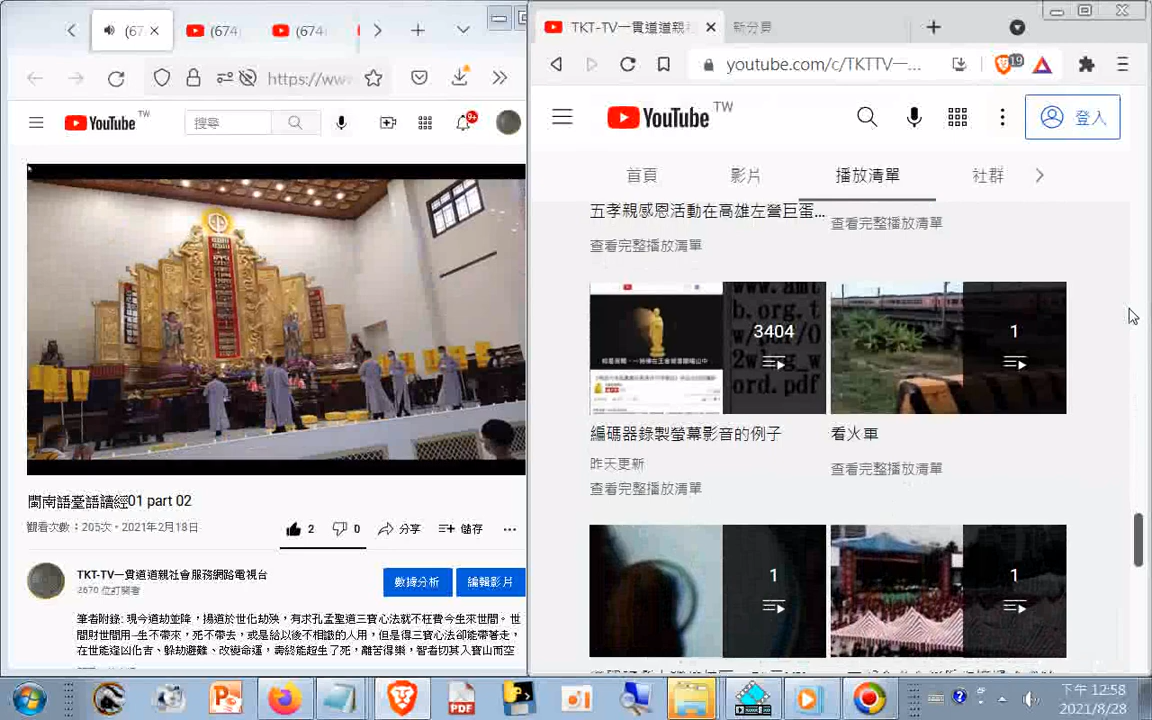 (67
(674
(674
https://www
YouTube TW
搜尋
9+
閩南語臺語讀經01 part 02
觀看次數：205次・2021年2月18日
2
0
分享
儲存
TKT-TV一貫道道親社會服務網路電視台
2670 位訂閱者
數據分析
編輯影片
筆者附錄: 現今道劫並降，揚道於世化劫殃，有求孔孟聖道三寶心法就不枉費今生來世間。世
間財世間用一生不帶來，死不帶去，或是給以後不相識的人用，但是得三寶心法卻能帶著走，
在世能逢凶化吉、躲劫避難、改變命運，壽終能超生了死，離苦得樂，智者切莫入寶山而空
TKT-TV一貫道道親社
新分頁
youtube.com/c/TKTTV一...
19
YouTube TW
登入
首頁
影片
播放清單
社群
五孝親感恩活動在高雄左營巨蛋...
查看完整播放清單
查看完整播放清單
3404
b.org.t
w/tw/0
ord.pdf
編碼器錄製螢幕影音的例子
昨天更新
查看完整播放清單
1
看火車
查看完整播放清單
1
1
PDF
下午 12:58
2021/8/28